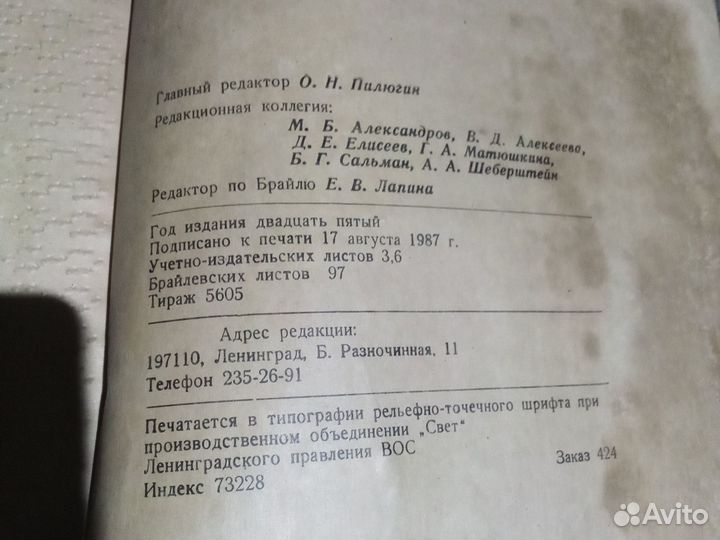 Главный редактор О. Н. Пилюгин
Редакционная коллегия:
М. Б. Александров, В. Д. Алексеева,
Д. Е. Елисеев, Г. А. Матюшкина,
Б. Г. Сальман, А. А. Шеберштейн
Редактор по Брайлю Е. В. Лапина
Год издания двадцать пятый
Подписано к печати 17 августа 1987 г.
Учетно-издательских листов 3,6
Брайлевских листов 97
Тираж 5605
Адрес редакции:
197110, Ленинград, Б. Разночинная, 11
Телефон 235-26-91
Печатается в типографии рельефно-точечного шрифта при
производственном объединении „Свет"
Ленинградского правления ВОС
Заказ 424
Индекс 73228
Avito